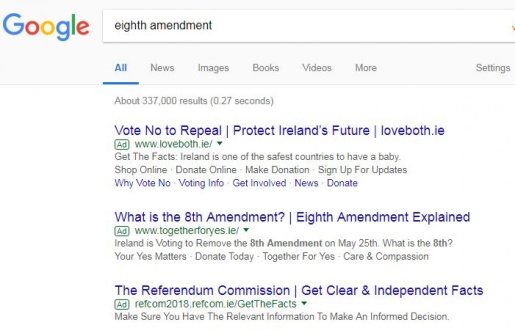 Google
eighth amendment
All News Images Books Videos More Settings
About 337,000 results (0.27 seconds)
Vote No to Repeal | Protect Ireland's Future | loveboth.ie
Ad www.loveboth.ie/
Get The Facts: Ireland is one of the safest countries to have a baby.
Shop Online · Donate Online · Make Donation · Sign Up For Updates
Why Vote No · Voting Info · Get Involved · News · Donate
What is the 8th Amendment? | Eighth Amendment Explained
Ad www.togetherforyes.ie/
Ireland is Voting to Remove the 8th Amendment on May 25th. What is the 8th?
Your Yes Matters · Donate Today · Together For Yes · Care & Compassion
The Referendum Commission | Get Clear & Independent Facts
Ad refcom2018.refcom.ie/GetTheFacts
Make Sure You Have The Relevant Information To Make An Informed Decision.